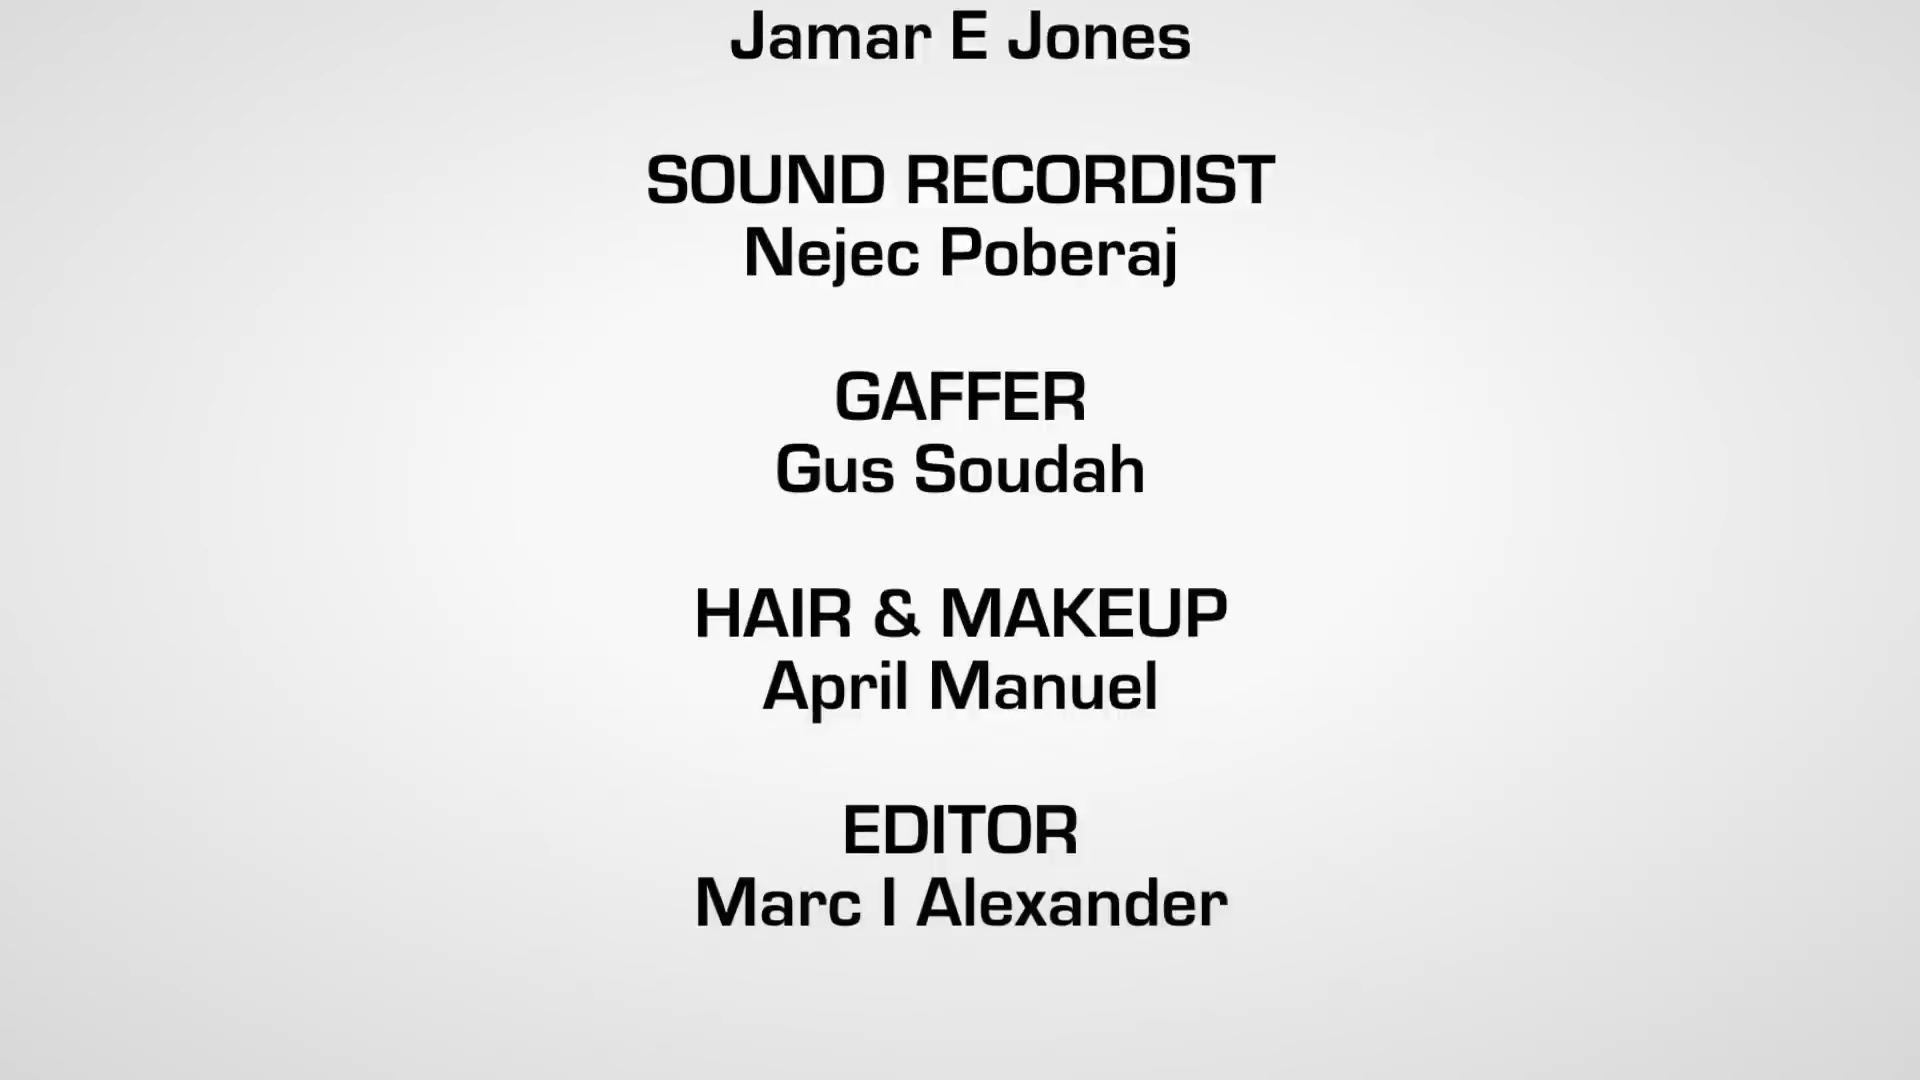 Jamar E Jones
SOUND RECORDIST
Nejec Poberaj
GAFFER
Gus Soudah
HAIR & MAKEUP
April Manuel
EDITOR
Marc I Alexander